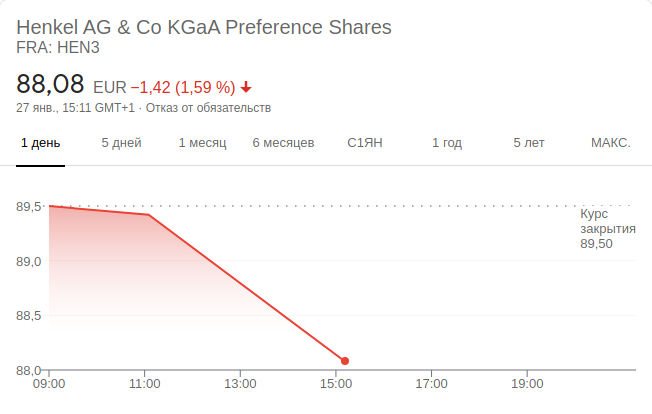 Henkel AG & Co KGaA Preference Shares
FRA: HEN3
88,08 EUR −1,42 (1,59 %)
27 янв., 15:11 GMT+1 · Отказ от обязательств
1 день 5 дней 1 месяц 6 месяцев С1ЯН 1 год 5 лет МАКС.
89,5
Курс
закрытия
89,50
89,0
88,5
88,0
09:00 11:00 13:00 15:00 17:00 19:00